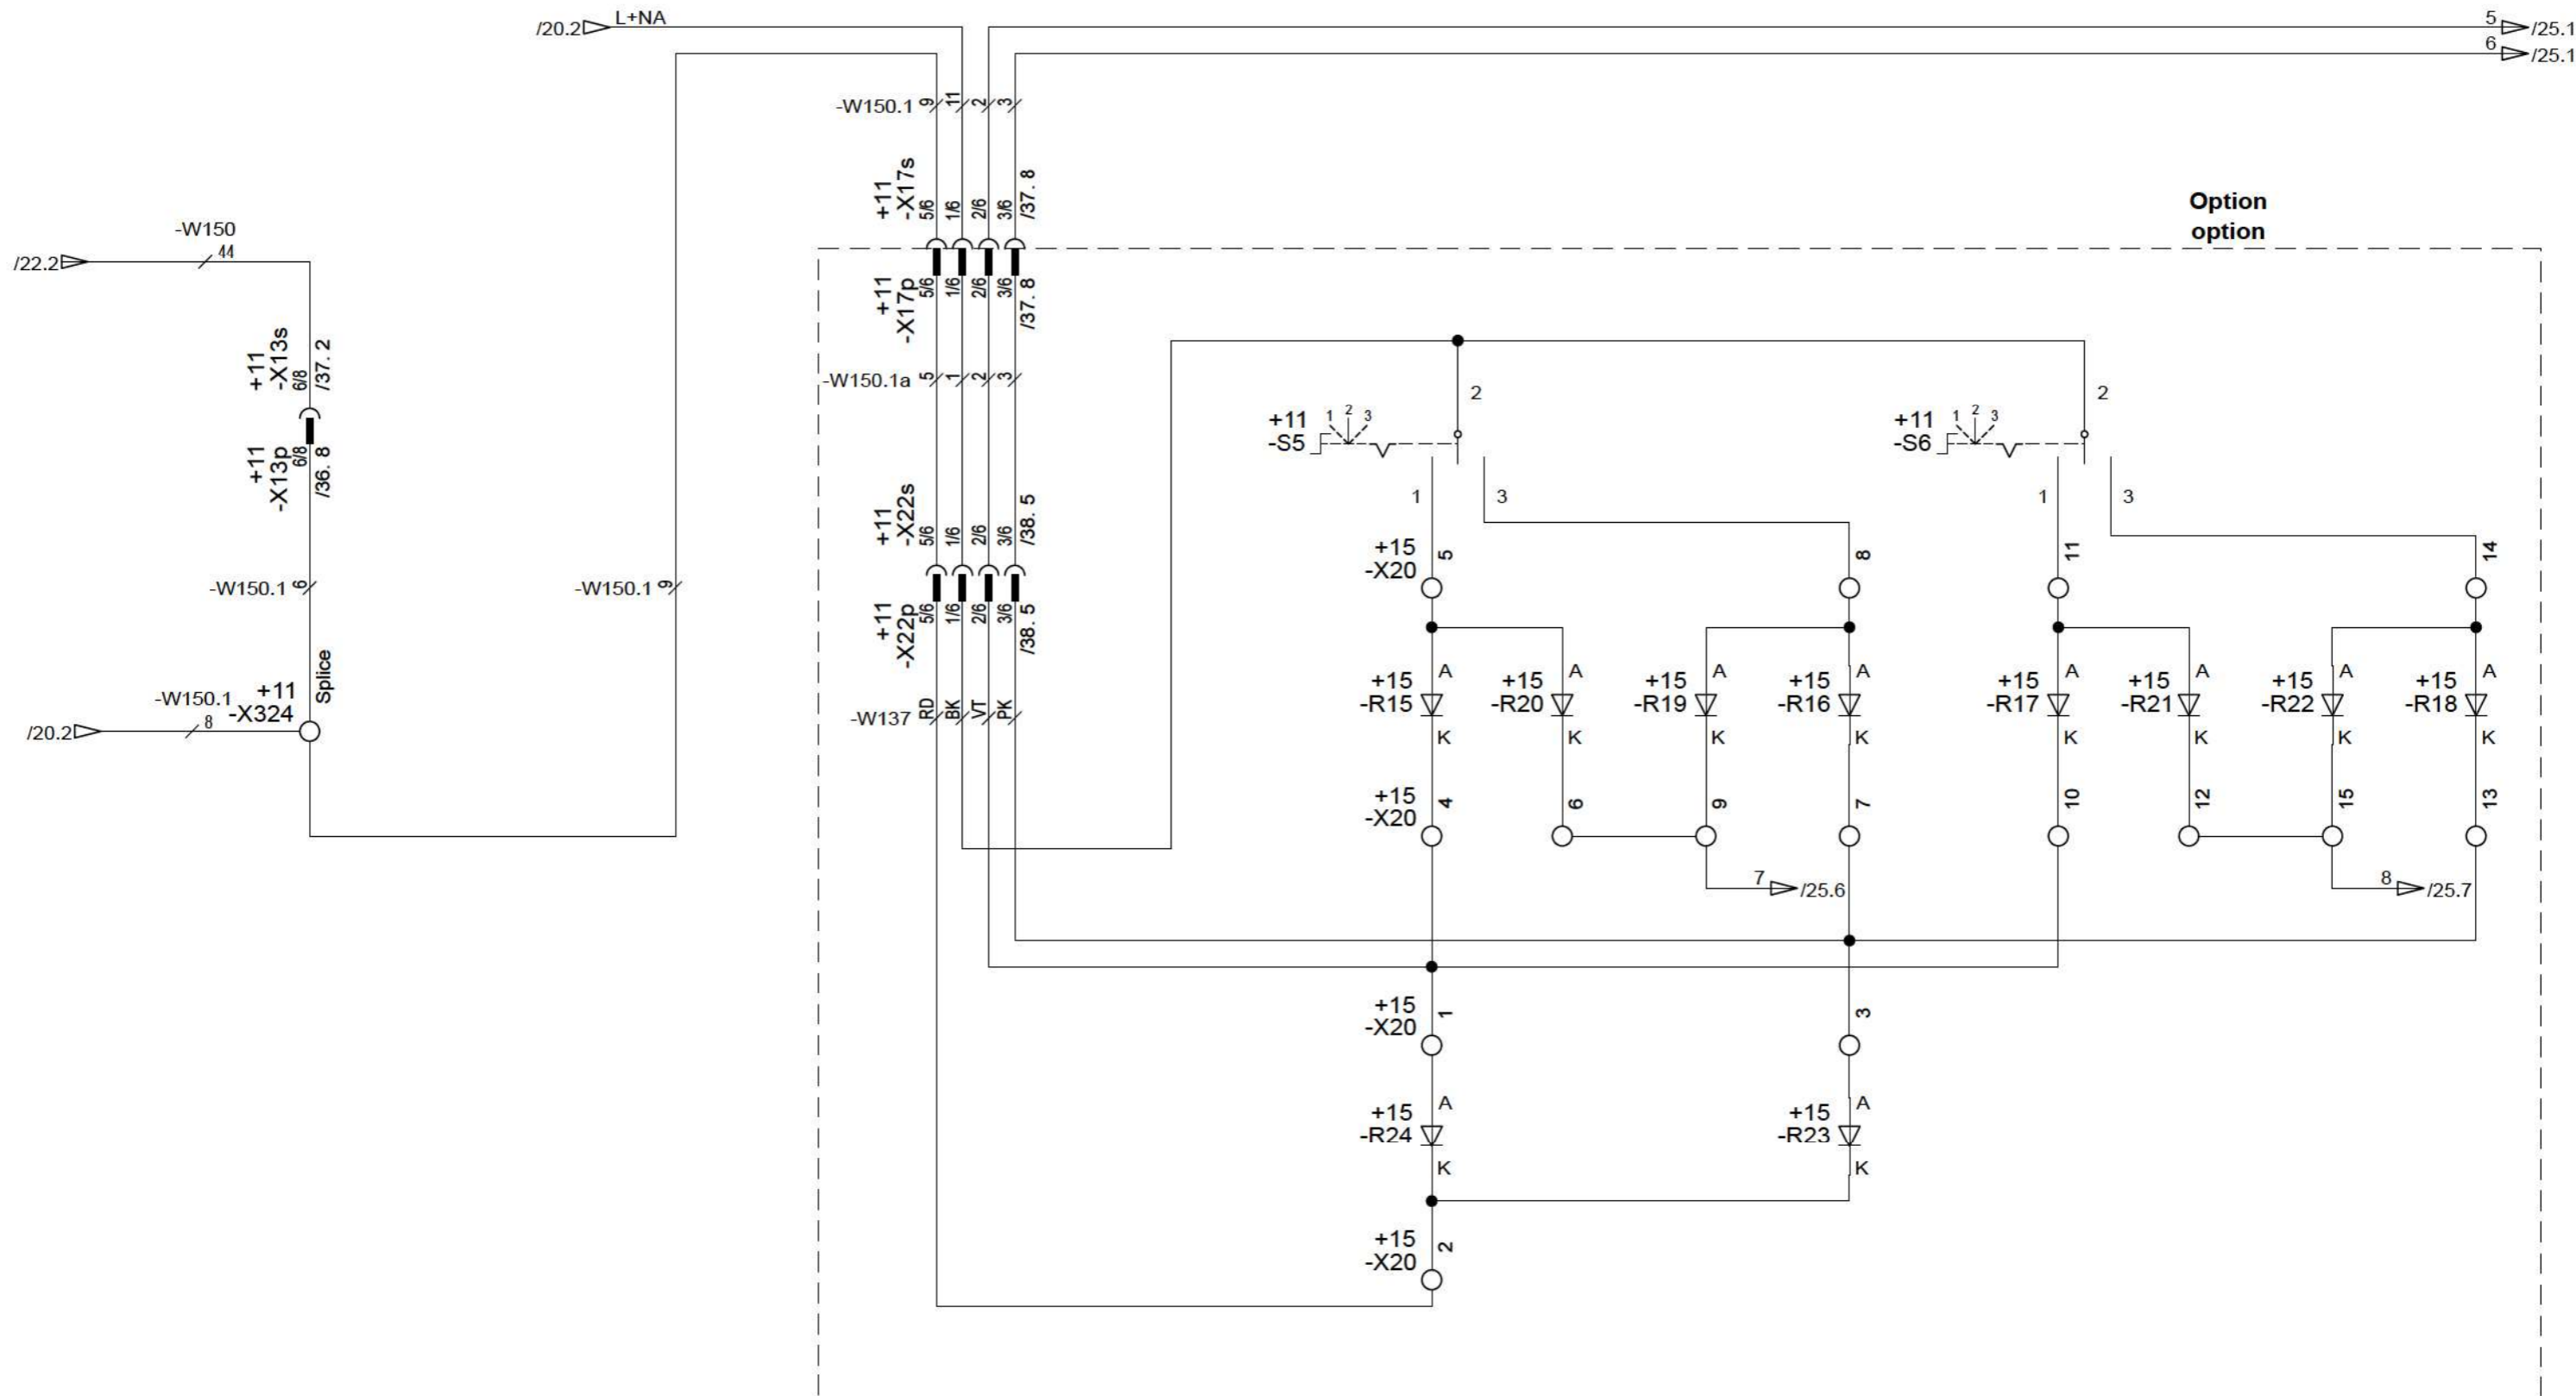 /20.2 L+NA
5 /25.1
6 /25.1
-W150.1 9 11 2 3
+11
-X17s
5/6 1/6 2/6 3/6 /37. 8
Option
option
-W150
/22.2 44
+11
-X17p
5/6 1/6 2/6 3/6 /37. 8
+11
-X13s
6/8
/37. 2
-W150.1a 5 1 2 3
+11
-S5
1 2 3
2
1
3
+11
-S6
1 2 3
2
1
3
+11
-X13p
6/8
/36. 8
+11
-X22s
5/6 1/6 2/6 3/6 /38. 5
+15
-X20
5
8
11
14
-W150.1 6
-W150.1 9
+11
-X22p
5/6 1/6 2/6 3/6 /38. 5
Splice
-W150.1 +11
/20.2 8 -X324
-W137 RD BK VT PK
+15
-R15
A
K
+15
-R20
A
K
+15
-R19
A
K
+15
-R16
A
K
+15
-R17
A
K
+15
-R21
A
K
+15
-R22
A
K
+15
-R18
A
K
+15
-X20
4
6
9
7
10
12
15
13
7 /25.6
8 /25.7
+15
-X20
1
3
+15
-R24
A
K
+15
-R23
A
K
+15
-X20
2